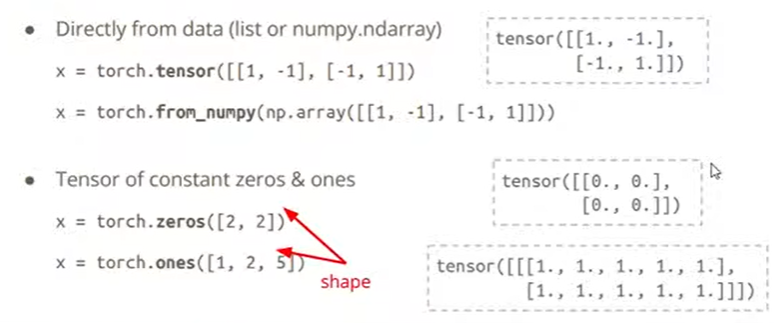 Directly from data (list or numpy.ndarray)
tensor([[1., -1.],
[-1., 1.]])
x = torch.tensor([[1, -1], [-1, 1]])
x = torch.from_numpy(np.array([[1, -1], [-1, 1]]))
Tensor of constant zeros & ones
tensor([[0., 0.],
[0., 0.]])
x = torch.zeros([2, 2])
x = torch.ones([1, 2, 5])
shape
tensor([[[1., 1., 1., 1., 1.],
[1., 1., 1., 1., 1.]]])